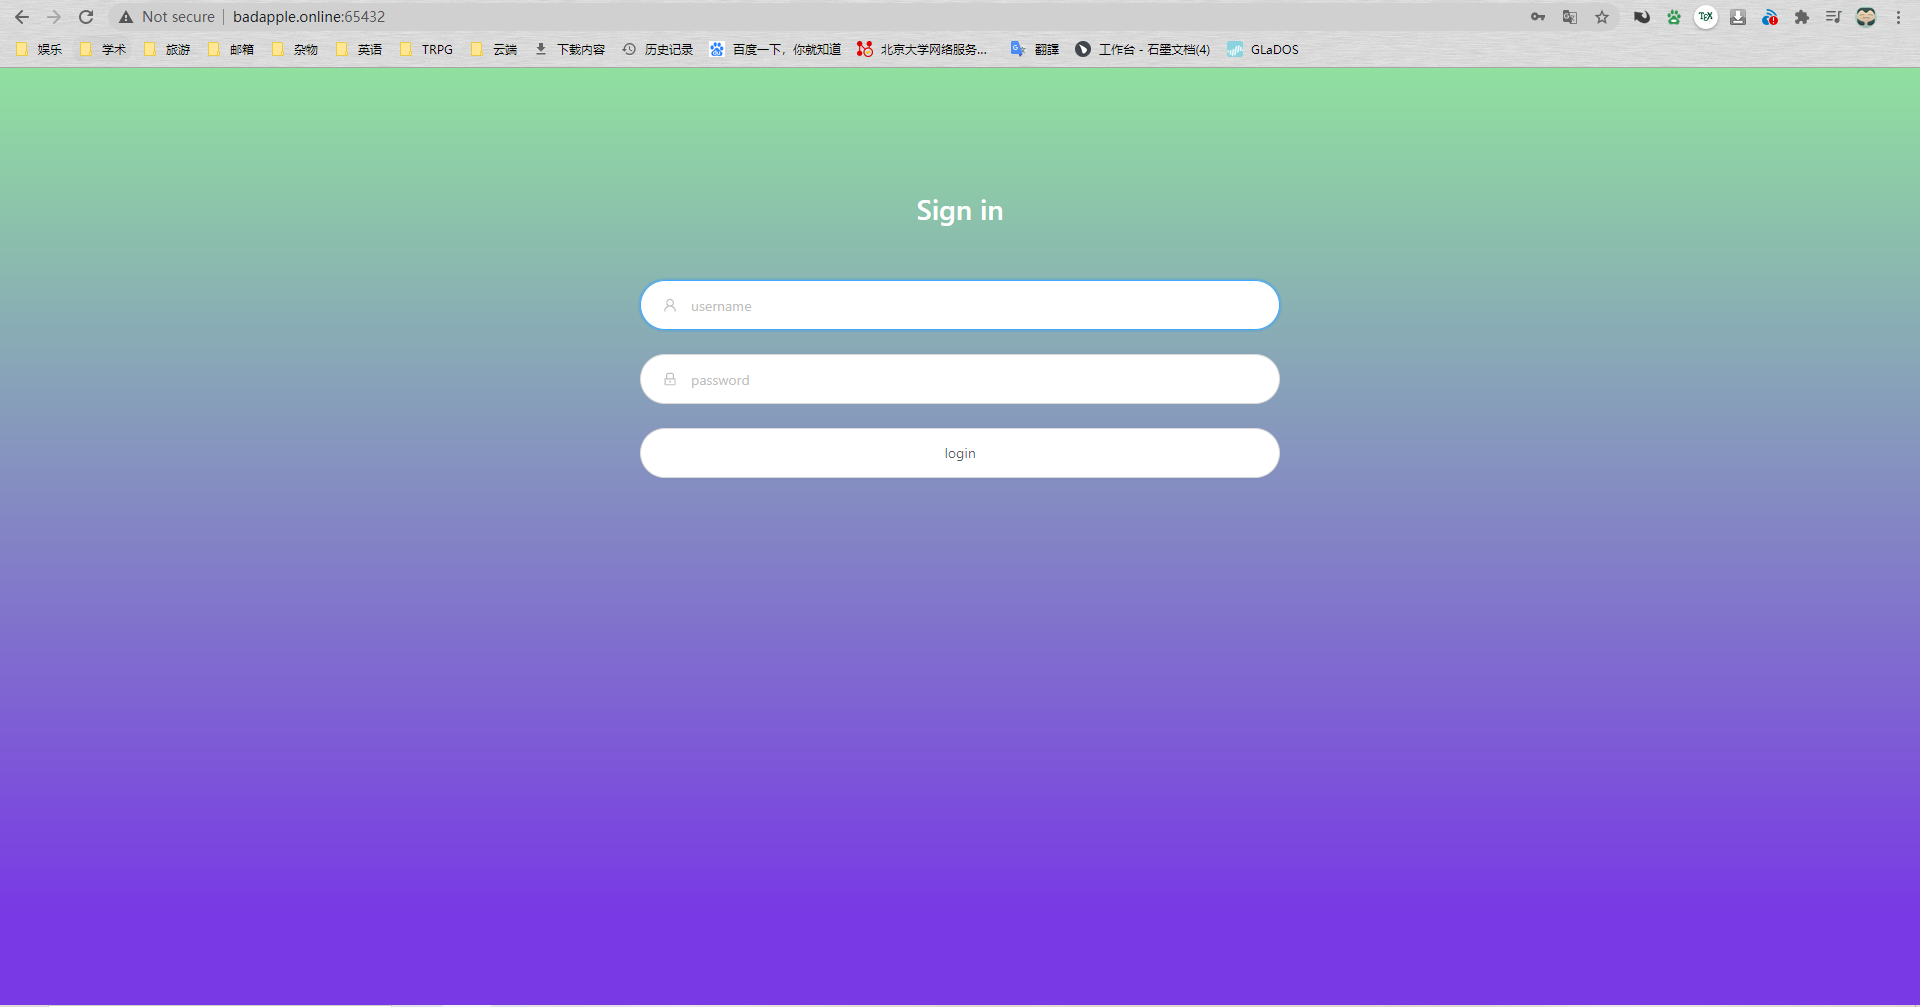 Not secure badapple.online:65432
娱乐 学术 旅游 邮箱 杂物 英语 TRPG 云端 下载内容 历史记录 百度一下，你就知道 北京大学网络服务... 翻譯 工作台 - 石墨文档(4) GLaDOS
Sign in
username
password
login